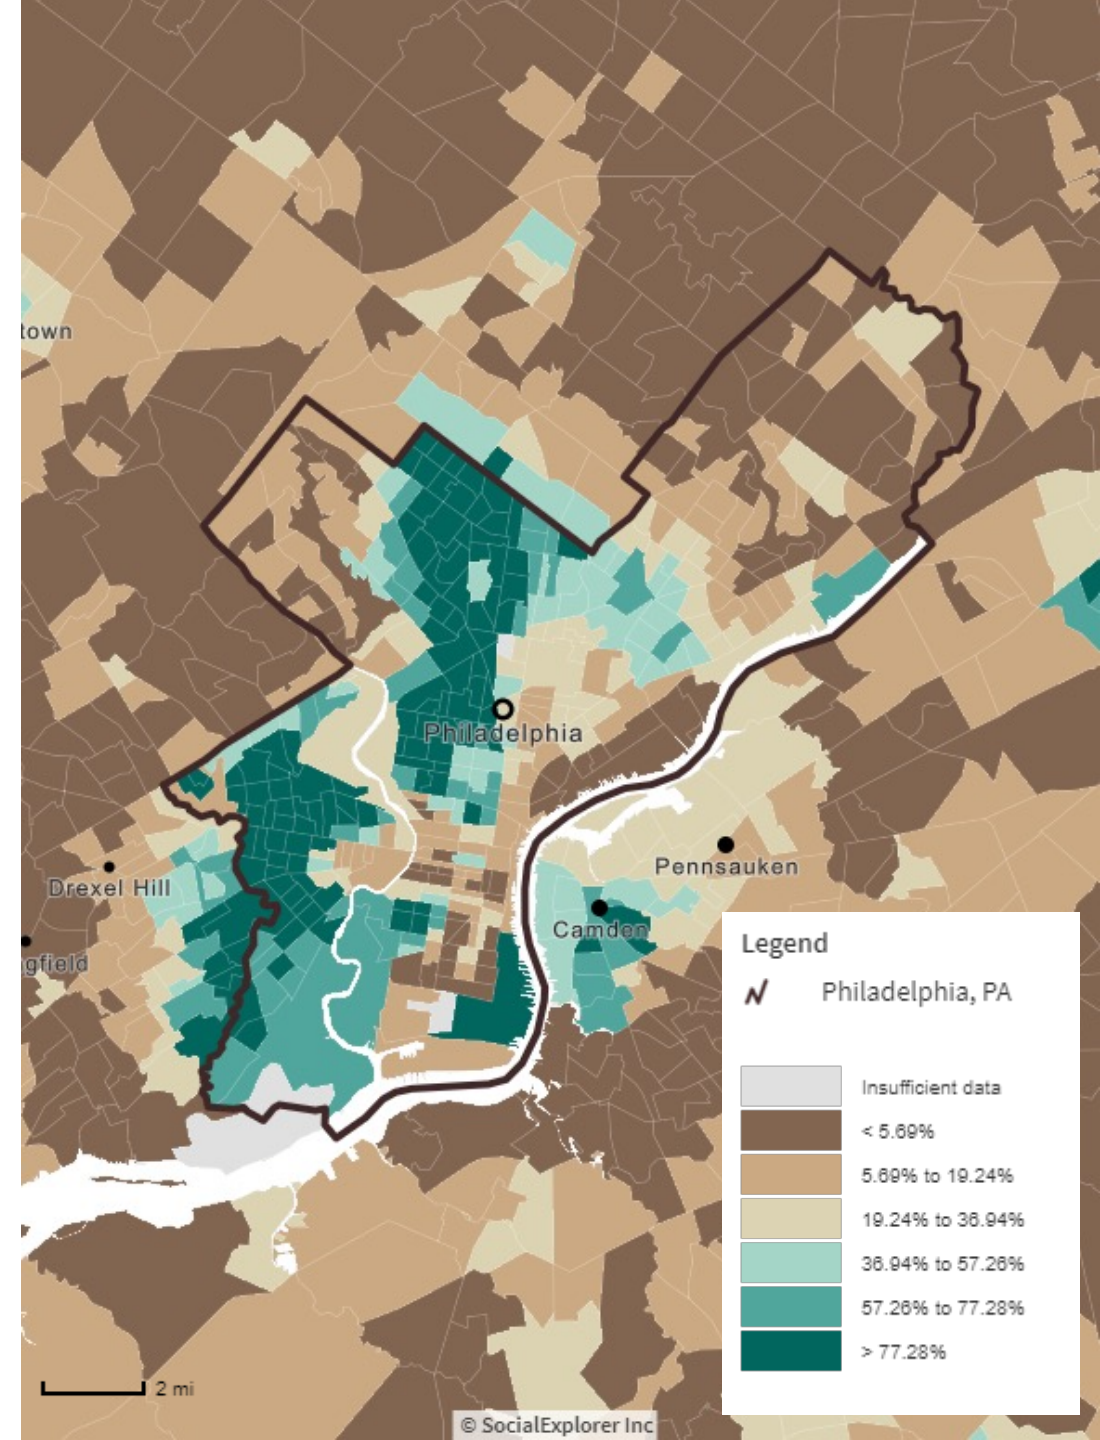 town
Philadelphia
Drexel Hill
Pennsauken
Camden
gfield
Legend
Philadelphia, PA
Insufficient data
< 5.69%
5.69% to 19.24%
19.24% to 36.94%
36.94% to 57.26%
57.26% to 77.28%
> 77.28%
2 mi
© SocialExplorer Inc